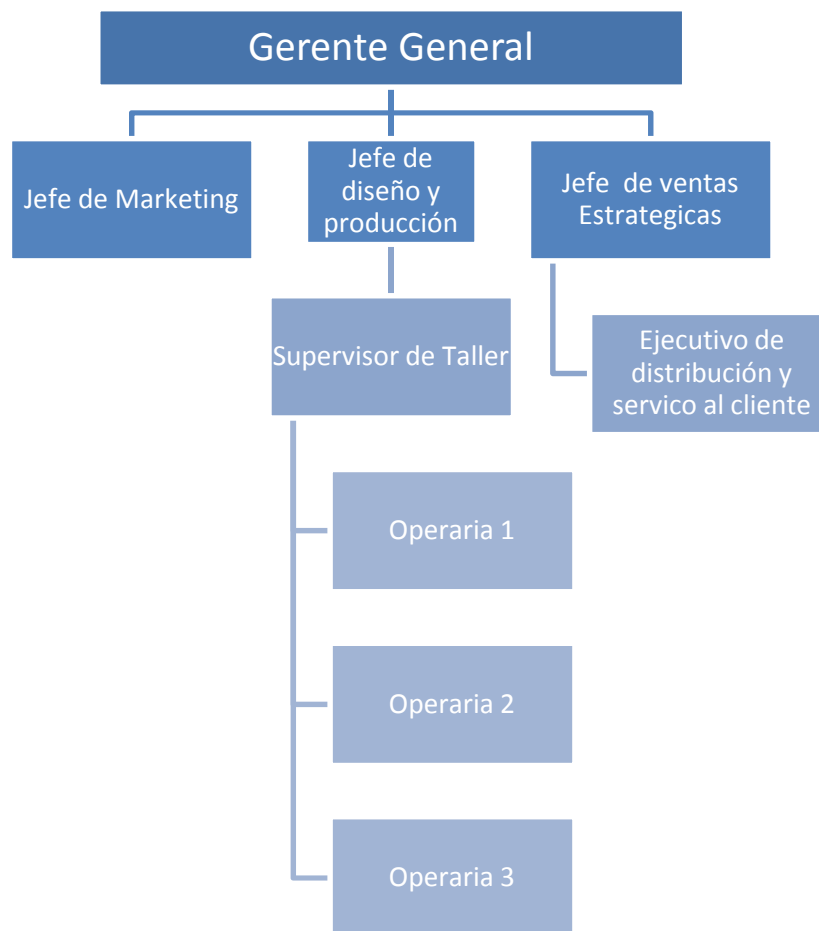 Gerente General
Jefe de Marketing
Jefe de
diseño y
producción
Jefe  de ventas
Estrategicas
Supervisor de Taller
Ejecutivo de
distribución y
servico al cliente
Operaria 1
Operaria 2
Operaria 3